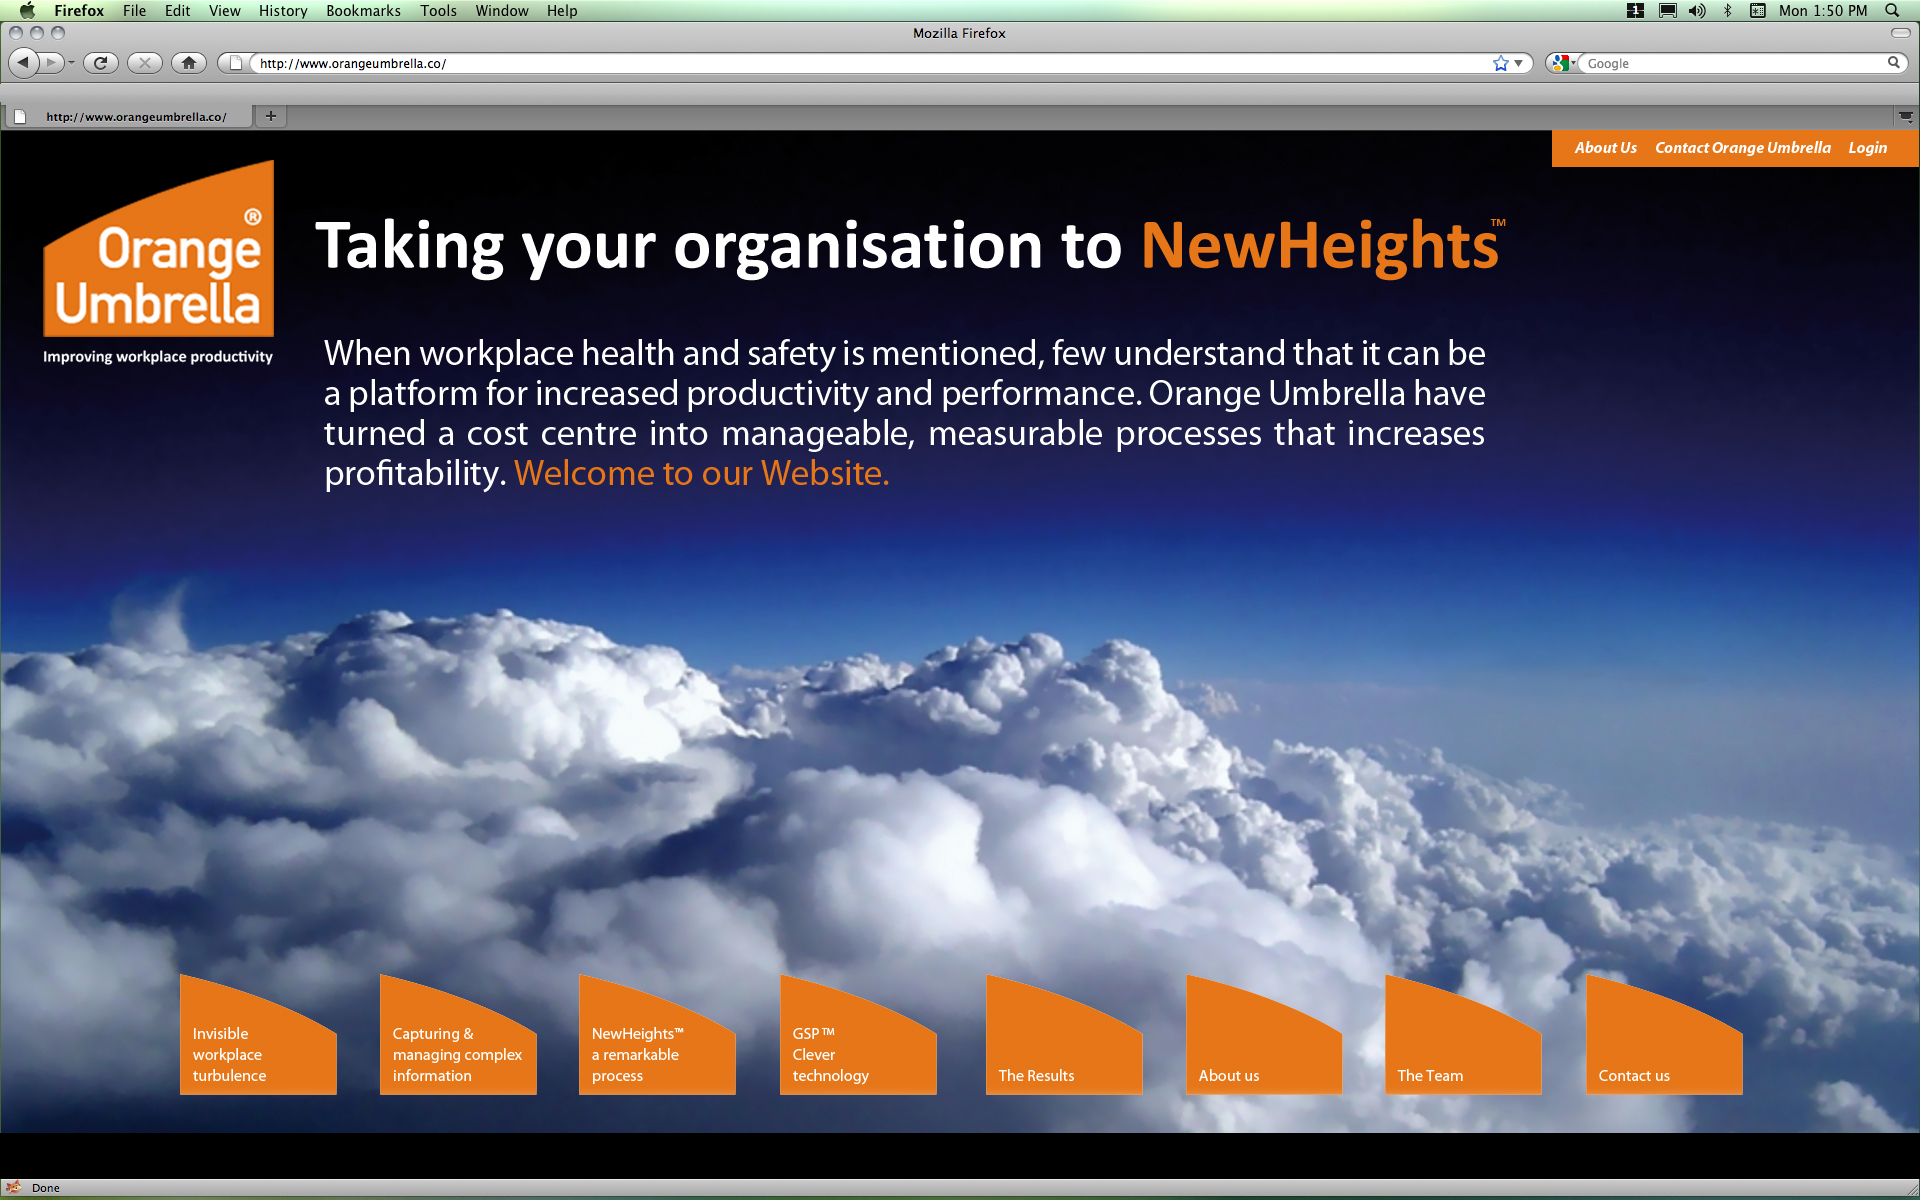 Firefox File Edit View History Bookmarks Tools Window Help
1 Mon 1:50 PM
Mozilla Firefox
http://www.orangeumbrella.co/
Google
http://www.orangeumbrella.co/
About Us Contact Orange Umbrella Login
®
Orange
Umbrella
Improving workplace productivity
Taking your organisation to NewHeights™
When workplace health and safety is mentioned, few understand that it can be
a platform for increased productivity and performance. Orange Umbrella have
turned a cost centre into manageable, measurable processes that increases
profitability. Welcome to our Website.
Invisible
workplace
turbulence
Capturing &
managing complex
information
NewHeights™
a remarkable
process
GSP™
Clever
technology
The Results
About us
The Team
Contact us
Done